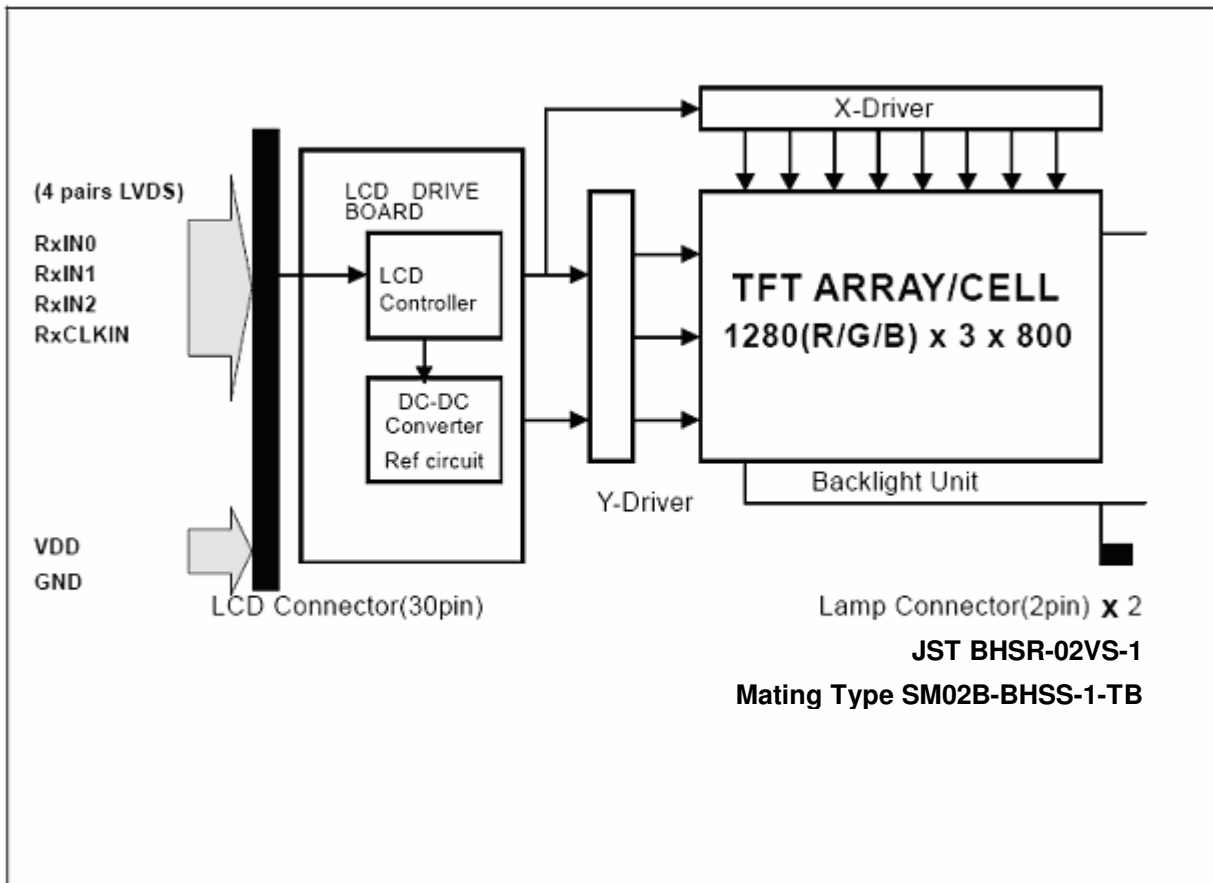 X-Driver
(4 pairs LVDS)
RxIN0
RxIN1
RxIN2
RxCLKIN
LCD DRIVE
BOARD
LCD
Controller
DC-DC
Converter
Ref circuit
TFT ARRAY/CELL
1280(R/G/B) x 3 x 800
Y-Driver
Backlight Unit
VDD
GND
LCD Connector(30pin)
Lamp Connector(2pin) x 2
JST BHSR-02VS-1
Mating Type SM02B-BHSS-1-TB